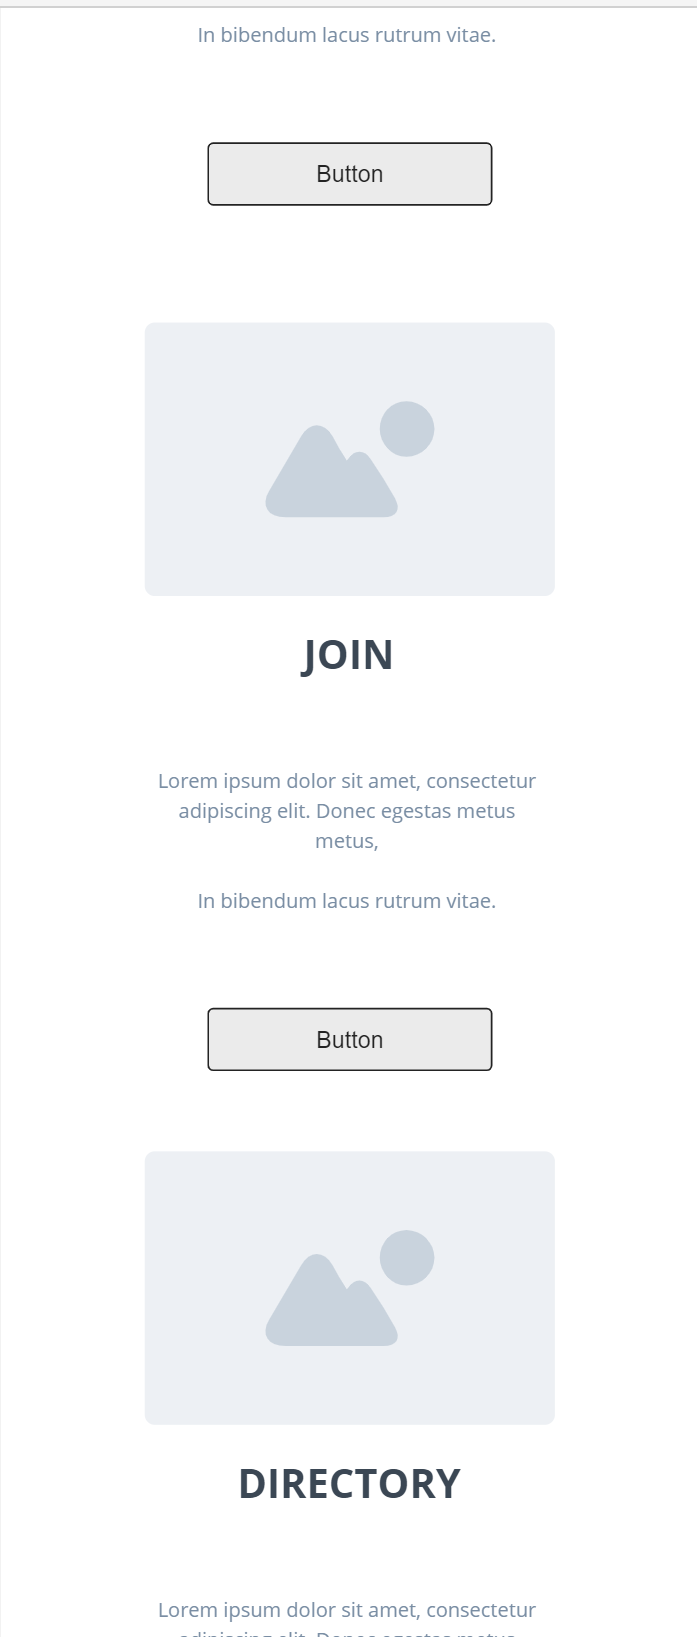 In bibendum lacus rutrum vitae.
Button
JOIN
Lorem ipsum dolor sit amet, consectetur
adipiscing elit. Donec egestas metus
metus,
In bibendum lacus rutrum vitae.
Button
DIRECTORY
Lorem ipsum dolor sit amet, consectetur